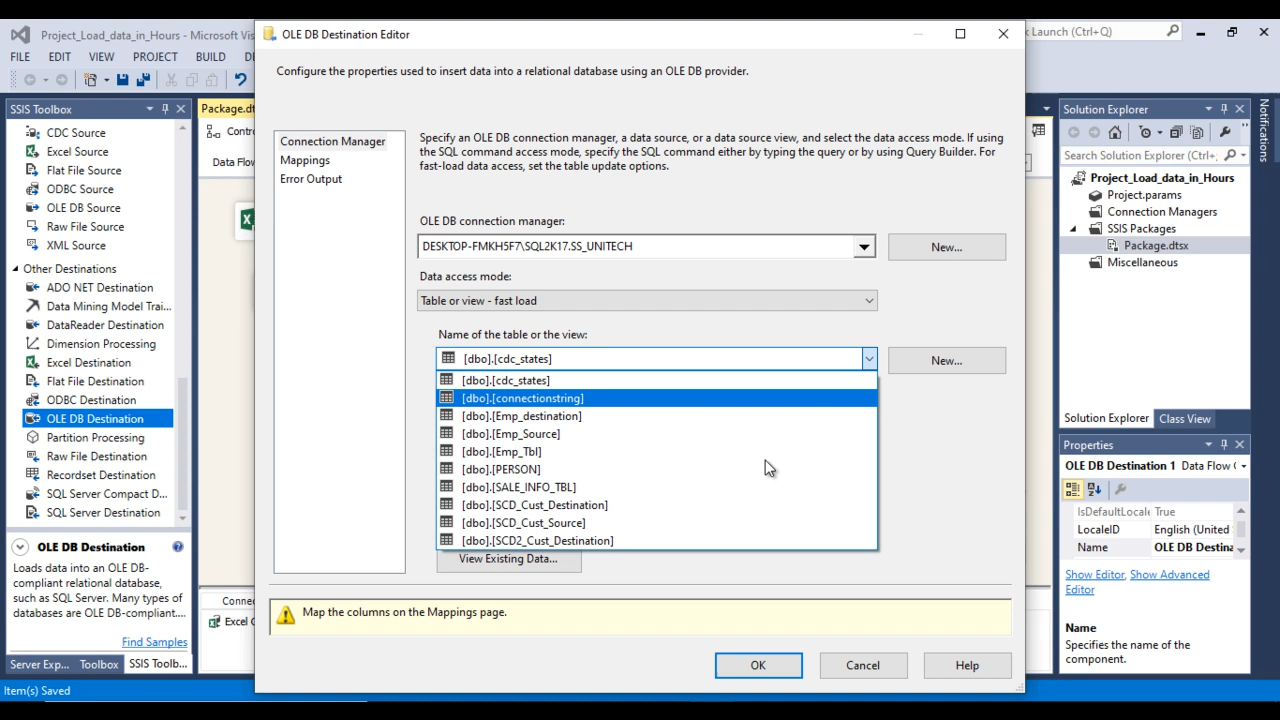 Project_Load_data_in_Hours - Microsoft Vis
Launch (Ctrl+Q)
FILE EDIT VIEW PROJECT BUILD DE
SSIS Toolbox
CDC Source
Excel Source
Flat File Source
ODBC Source
OLE DB Source
Raw File Source
XML Source
Other Destinations
ADO NET Destination
Data Mining Model Trai...
DataReader Destination
Dimension Processing
Excel Destination
Flat File Destination
ODBC Destination
OLE DB Destination
Partition Processing
Raw File Destination
Recordset Destination
SQL Server Compact D...
SQL Server Destination
OLE DB Destination
Loads data into an OLE DB-
compliant relational database,
such as SQL Server. Many types of
databases are OLE DB-compliant....
Find Samples
Server Exp... Toolbox SSIS Toolb...
Item(s) Saved
Package.dt
Contr
Data Flow
Conne
Excel C
OLE DB Destination Editor
Configure the properties used to insert data into a relational database using an OLE DB provider.
Connection Manager
Mappings
Error Output
Specify an OLE DB connection manager, a data source, or a data source view, and select the data access mode. If using
the SQL command access mode, specify the SQL command either by typing the query or by using Query Builder. For
fast-load data access, set the table update options.
OLE DB connection manager:
DESKTOP-FMKH5F7\SQL2K17.SS_UNITECH
New...
Data access mode:
Table or view - fast load
Name of the table or the view:
[dbo].[cdc_states]
New...
[dbo].[cdc_states]
[dbo].[connectionstring]
[dbo].[Emp_destination]
[dbo].[Emp_Source]
[dbo].[Emp_Tbl]
[dbo].[PERSON]
[dbo].[SALE_INFO_TBL]
[dbo].[SCD_Cust_Destination]
[dbo].[SCD_Cust_Source]
[dbo].[SCD2_Cust_Destination]
View Existing Data...
Map the columns on the Mappings page.
OK Cancel Help
Solution Explorer
Search Solution Explorer (Ctrl+;
Project_Load_data_in_Hours
Project.params
Connection Managers
SSIS Packages
Package.dtsx
Miscellaneous
Solution Explorer Class View
Properties
OLE DB Destination 1 Data Flow (
IsDefaultLocale True
LocaleID English (United
Name OLE DB Destina
Show Editor, Show Advanced
Editor
Name
Specifies the name of the
component.
Notifications